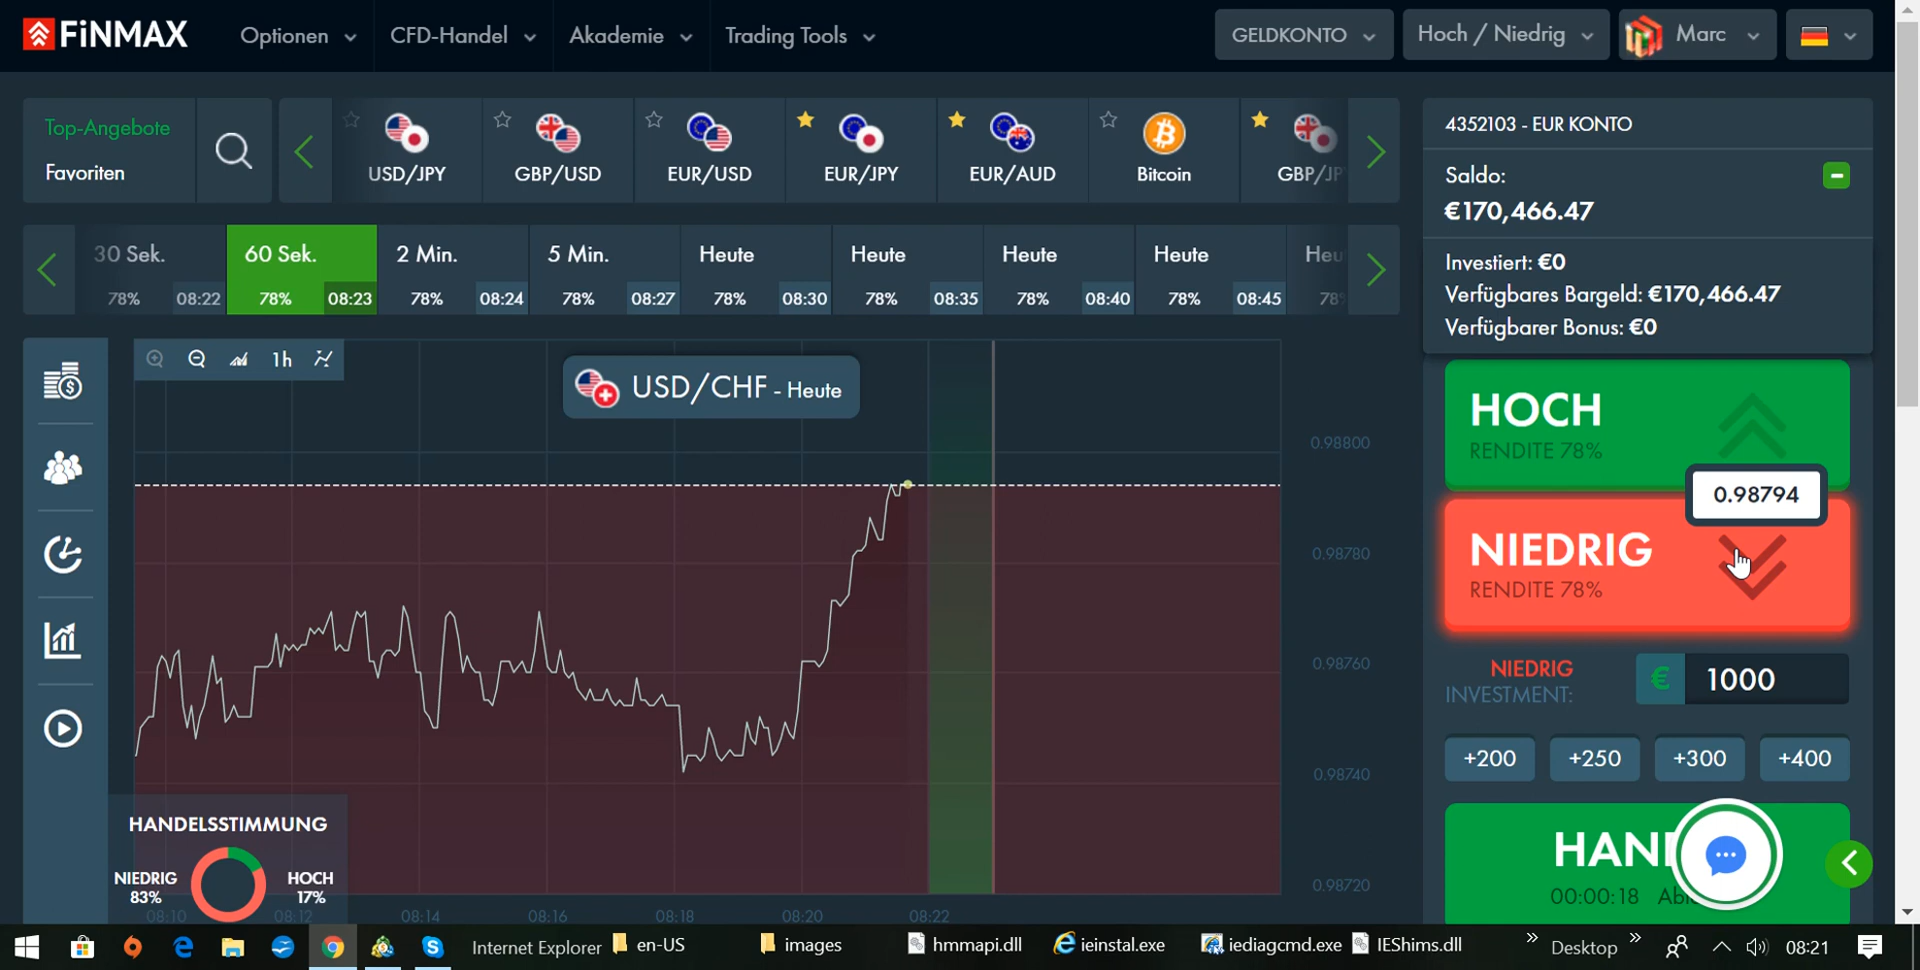 FiNMAX
Optionen
CFD-Handel
Akademie
Trading Tools
GELDKONTO
Hoch / Niedrig
Marc
Top-Angebote
Favoriten
USD/JPY
GBP/USD
EUR/USD
EUR/JPY
EUR/AUD
Bitcoin
GBP/JP
4352103 - EUR KONTO
Saldo:
€170,466.47
Investiert: €0
Verfügbares Bargeld: €170,466.47
Verfügbarer Bonus: €0
30 Sek.
78% 08:22
60 Sek.
78% 08:23
2 Min.
78% 08:24
5 Min.
78% 08:27
Heute
78% 08:30
Heute
78% 08:35
Heute
78% 08:40
Heute
78% 08:45
Heu
78%
1h
USD/CHF - Heute
0.98800
0.98780
0.98760
0.98740
0.98720
HOCH
RENDITE 78%
0.98794
NIEDRIG
RENDITE 78%
NIEDRIG
INVESTMENT:
€ 1000
+200 +250 +300 +400
HAN
00:00:18
HANDELSSTIMMUNG
NIEDRIG
83%
HOCH
17%
08:10 08:12 08:14 08:16 08:18 08:20 08:22
Internet Explorer
en-US
images
hmmapi.dll
ieinstal.exe
iediagcmd.exe
IEShims.dll
Desktop
08:21